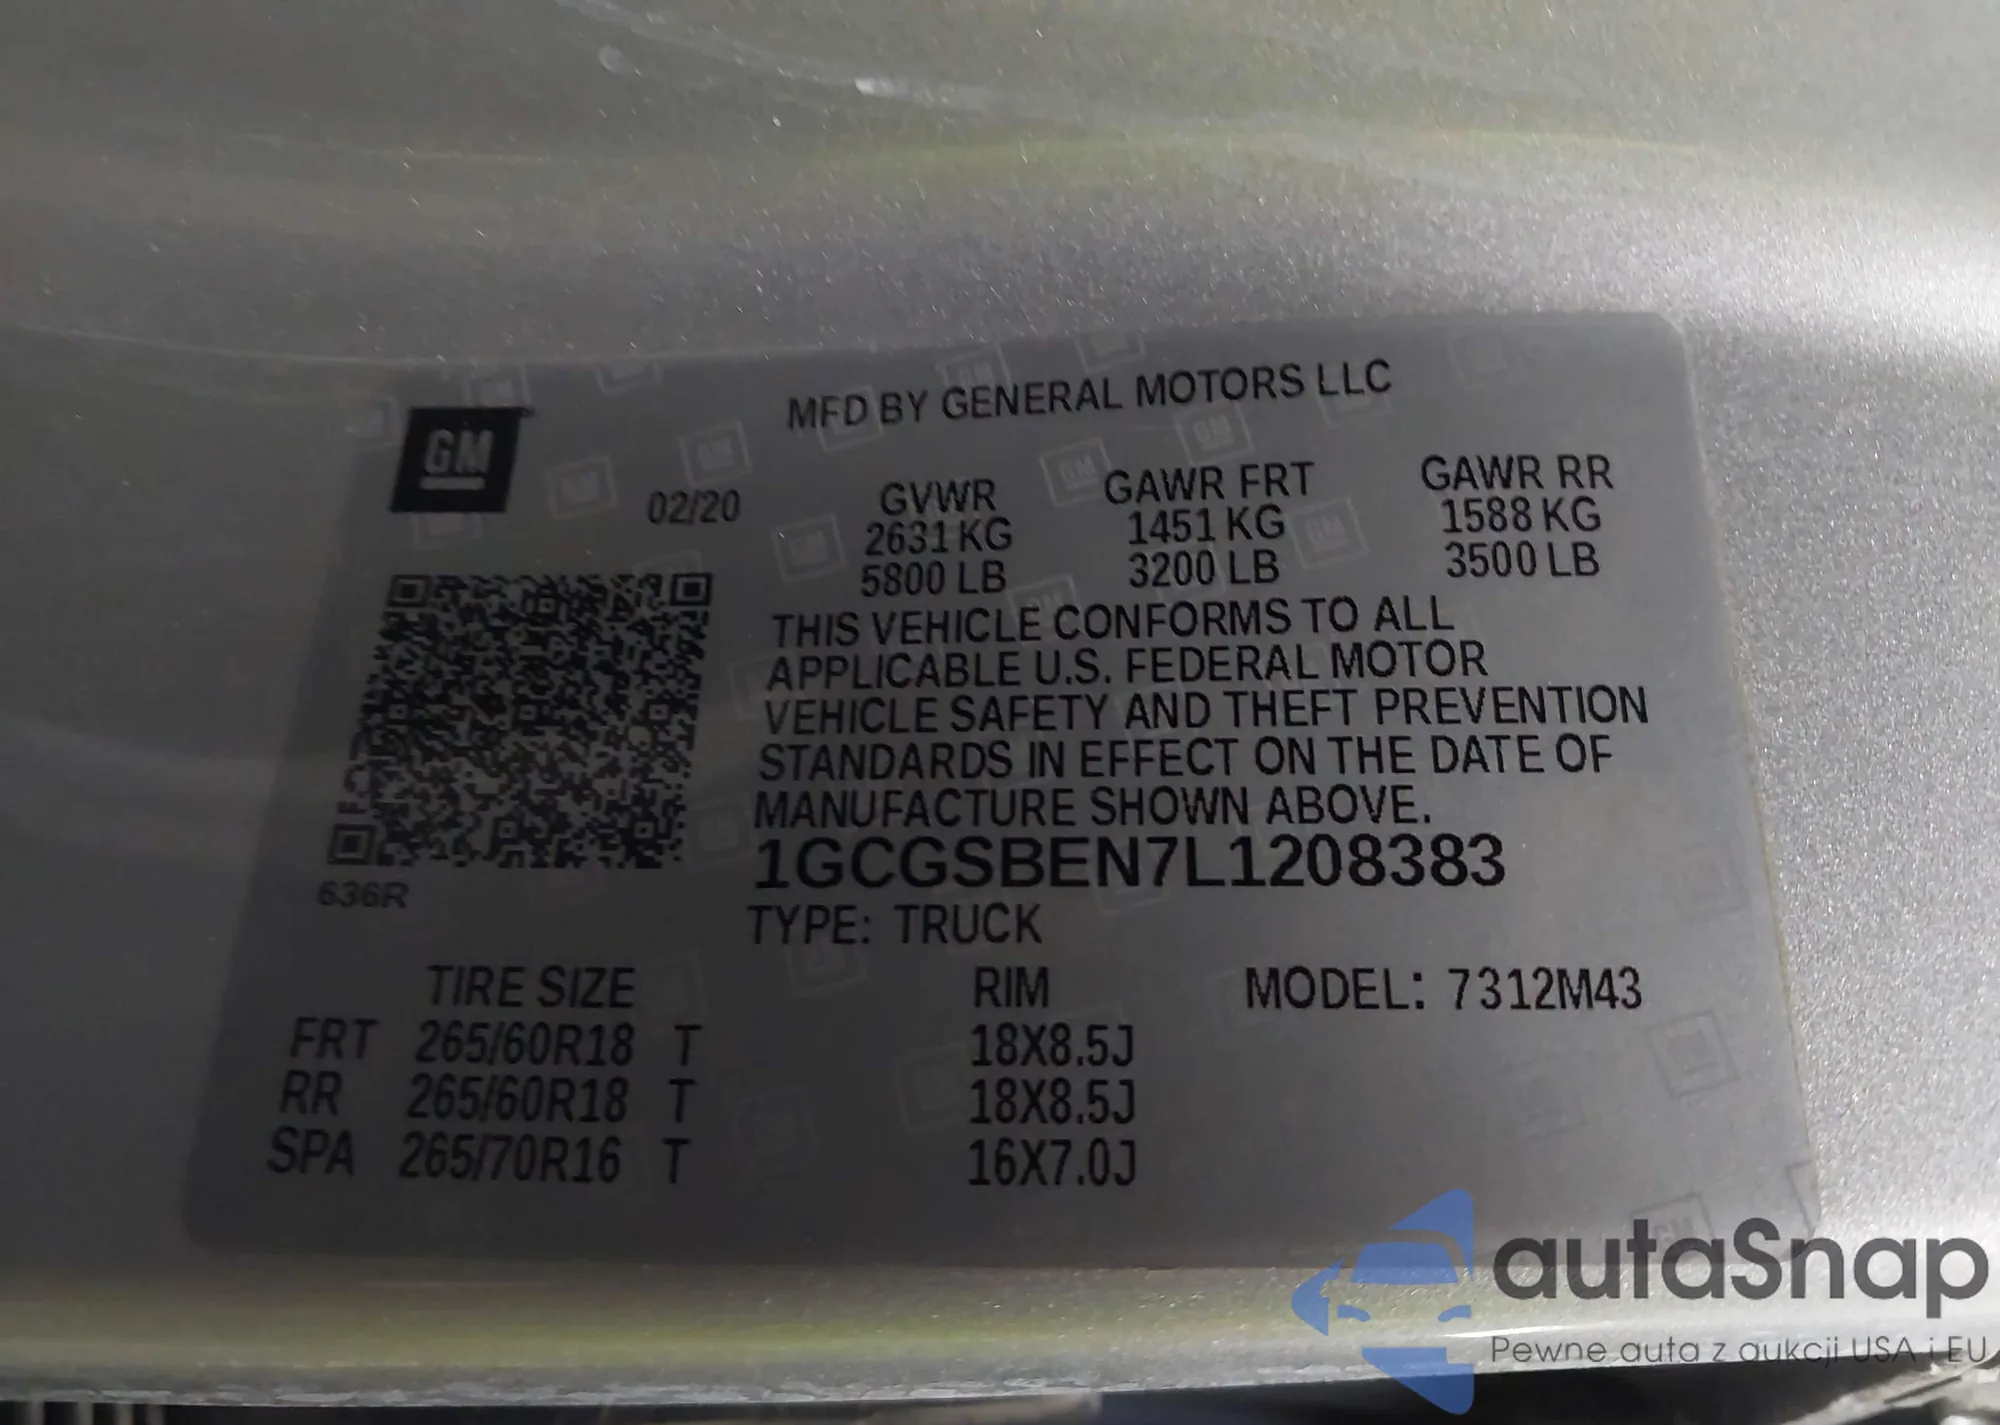 MFD BY GENERAL MOTORS LLC
GM
02/20
GVWR GAWR FRT GAWR RR
2631 KG 1451 KG 1588 KG
5800 LB 3200 LB 3500 LB
THIS VEHICLE CONFORMS TO ALL
APPLICABLE U.S. FEDERAL MOTOR
VEHICLE SAFETY AND THEFT PREVENTION
STANDARDS IN EFFECT ON THE DATE OF
MANUFACTURE SHOWN ABOVE.
1GCGSBEN7L1208383
636R
TYPE: TRUCK
TIRE SIZE RIM MODEL: 7312M43
FRT 265/60R18 T 18X8.5J
RR 265/60R18 T 18X8.5J
SPA 265/70R16 T 16X7.0J
autaSnap
Pewne auta z aukcji USA i EU